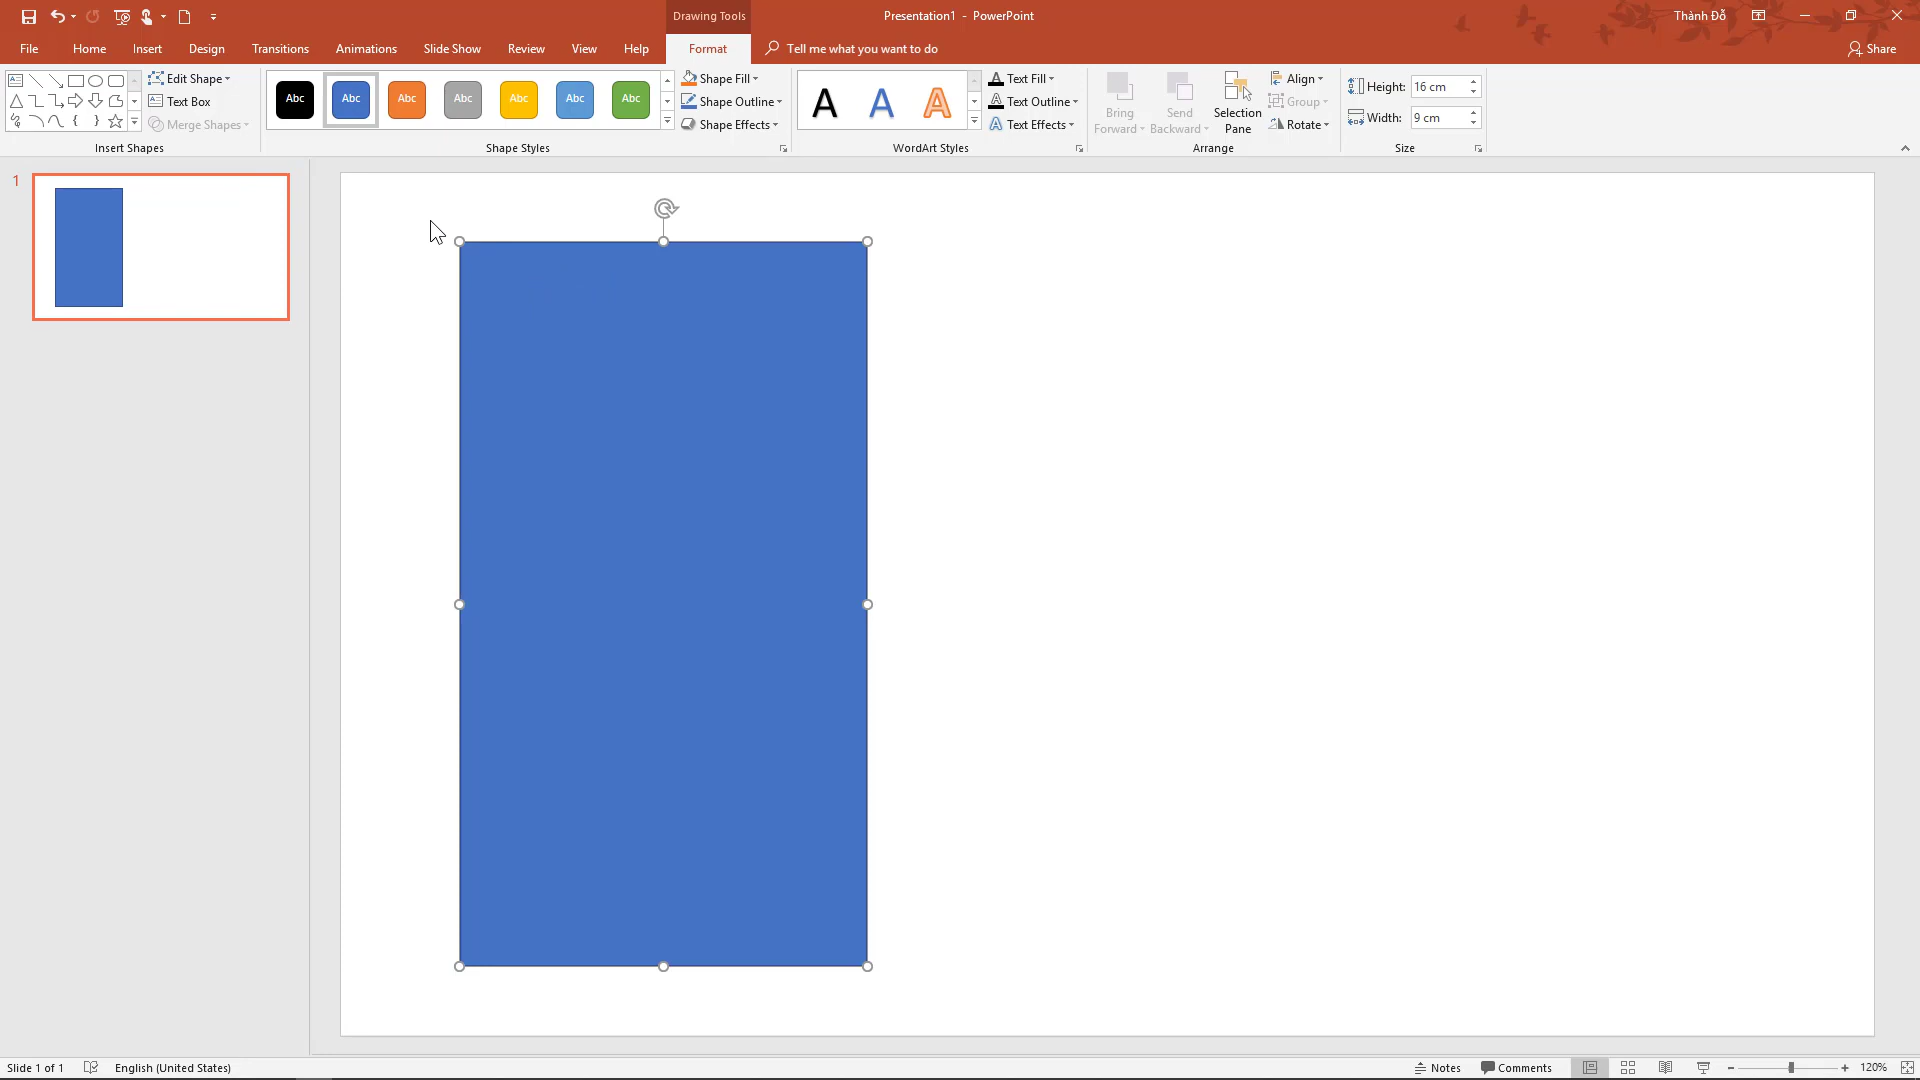 Drawing Tools
Presentation1 - PowerPoint
Thành Đỗ
File Home Insert Design Transitions Animations Slide Show Review View Help Format Tell me what you want to do Share
Edit Shape
Text Box
Merge Shapes
Insert Shapes
Abc Abc Abc Abc Abc Abc Abc
Shape Fill
Shape Outline
Shape Effects
Shape Styles
A A A
Text Fill
Text Outline
Text Effects
WordArt Styles
Bring
Forward
Send
Backward
Selection
Pane
Align
Group
Rotate
Arrange
Height: 16 cm
Width: 9 cm
Size
1
Slide 1 of 1 English (United States) Notes Comments 120%